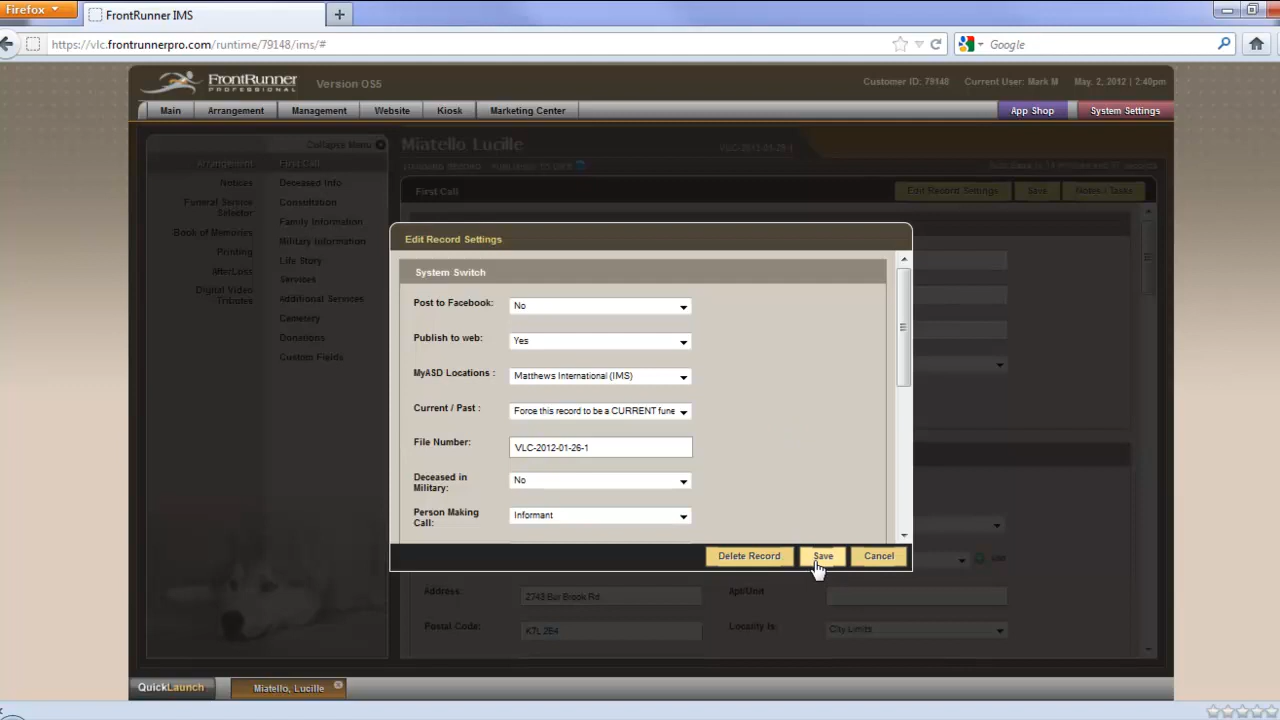 Firefox
FrontRunner IMS
https://vlc.frontrunnerpro.com/runtime/79148/ims/#
Google
FrontRunner
PROFESSIONAL
Version OS5
Customer ID: 79148
Current User: Mark M
May. 2, 2012 | 2:40pm
Main
Arrangement
Management
Website
Kiosk
Marketing Center
App Shop
System Settings
Collapse Menu
Miatello Lucille
VLC-2012-01-26-1
Arrangement
Notices
Funeral Service
Selector
Book of Memories
Printing
AfterLoss
Digital Video
Tributes
First Call
Deceased Info
Consultation
Family Information
Military Information
Life Story
Services
Additional Services
Cemetery
Donations
Custom Fields
First Call
Edit Record Settings
Save
Notes / Tasks
Edit Record Settings
System Switch
Post to Facebook: No
Publish to web: Yes
MyASD Locations : Matthews International (IMS)
Current / Past : Force this record to be a CURRENT fune
File Number: VLC-2012-01-26-1
Deceased in
Military: No
Person Making
Call: Informant
Delete Record
Save
Cancel
Address:
Apt/Unit
Postal Code:
Locality Is: City Limits
QuickLaunch
Miatello, Lucille